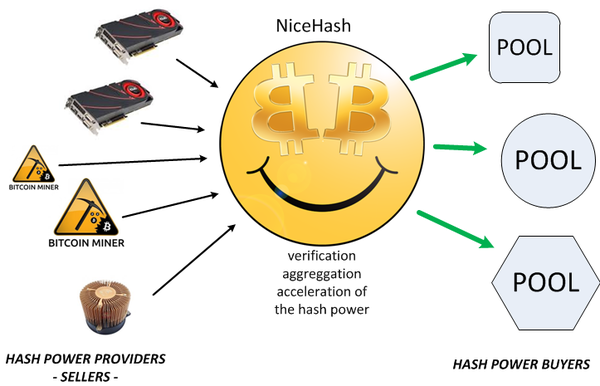 NiceHash
POOL
POOL
BITCOIN MINER
BITCOIN MINER
POOL
verification
aggreggation
acceleration of
the hash power
HASH POWER PROVIDERS
- SELLERS -
HASH POWER BUYERS